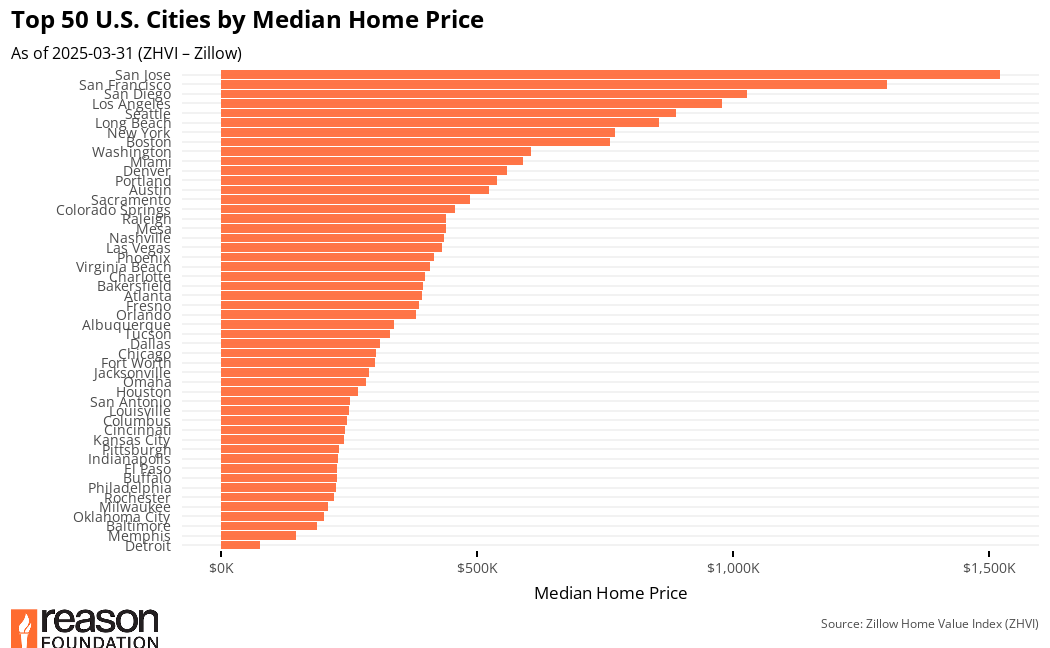 Top 50 U.S. Cities by Median Home Price
As of 2025-03-31 (ZHVI – Zillow)
San Jose
San Francisco
San Diego
Los Angeles
Seattle
Long Beach
New York
Boston
Washington
Miami
Denver
Portland
Austin
Sacramento
Colorado Springs
Raleigh
Mesa
Nashville
Las Vegas
Phoenix
Virginia Beach
Charlotte
Bakersfield
Atlanta
Fresno
Orlando
Albuquerque
Tucson
Dallas
Chicago
Fort Worth
Jacksonville
Omaha
Houston
San Antonio
Louisville
Columbus
Cincinnati
Kansas City
Pittsburgh
Indianapolis
El Paso
Buffalo
Philadelphia
Rochester
Milwaukee
Oklahoma City
Baltimore
Memphis
Detroit
$0K $500K $1,000K $1,500K
Median Home Price
reason
FOUNDATION
Source: Zillow Home Value Index (ZHVI)